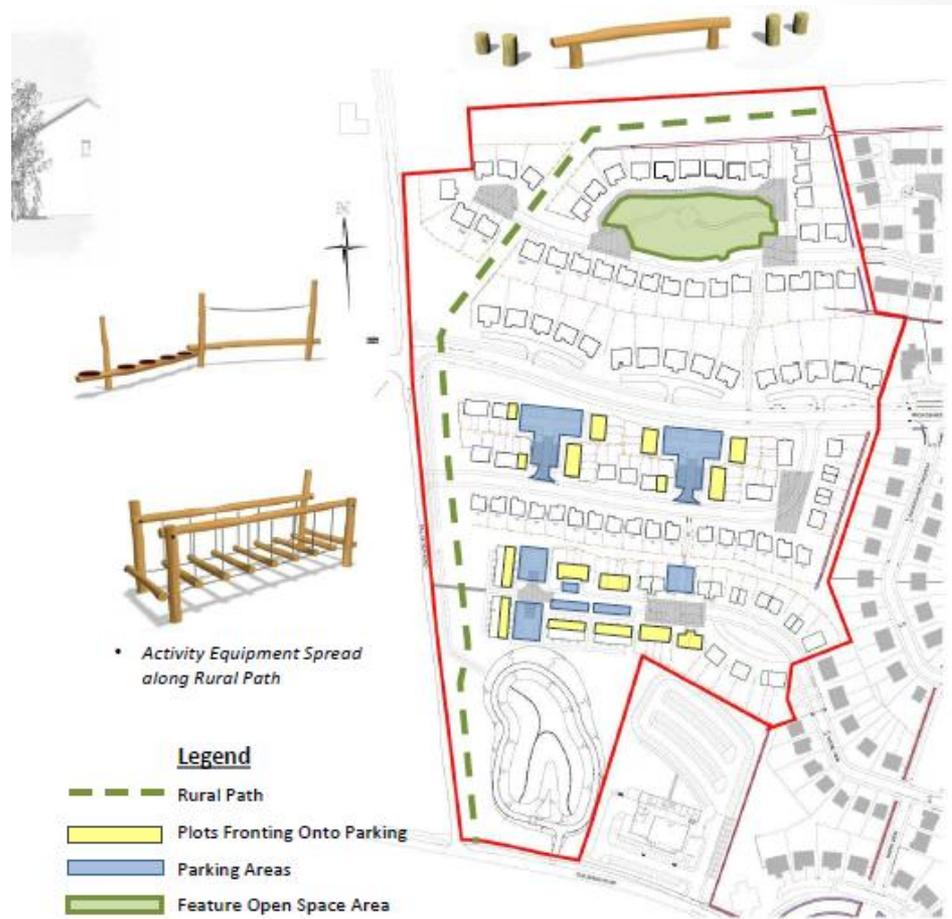 • Activity Equipment Spread
along Rural Path
Legend
Rural Path
Plots Fronting Onto Parking
Parking Areas
Feature Open Space Area